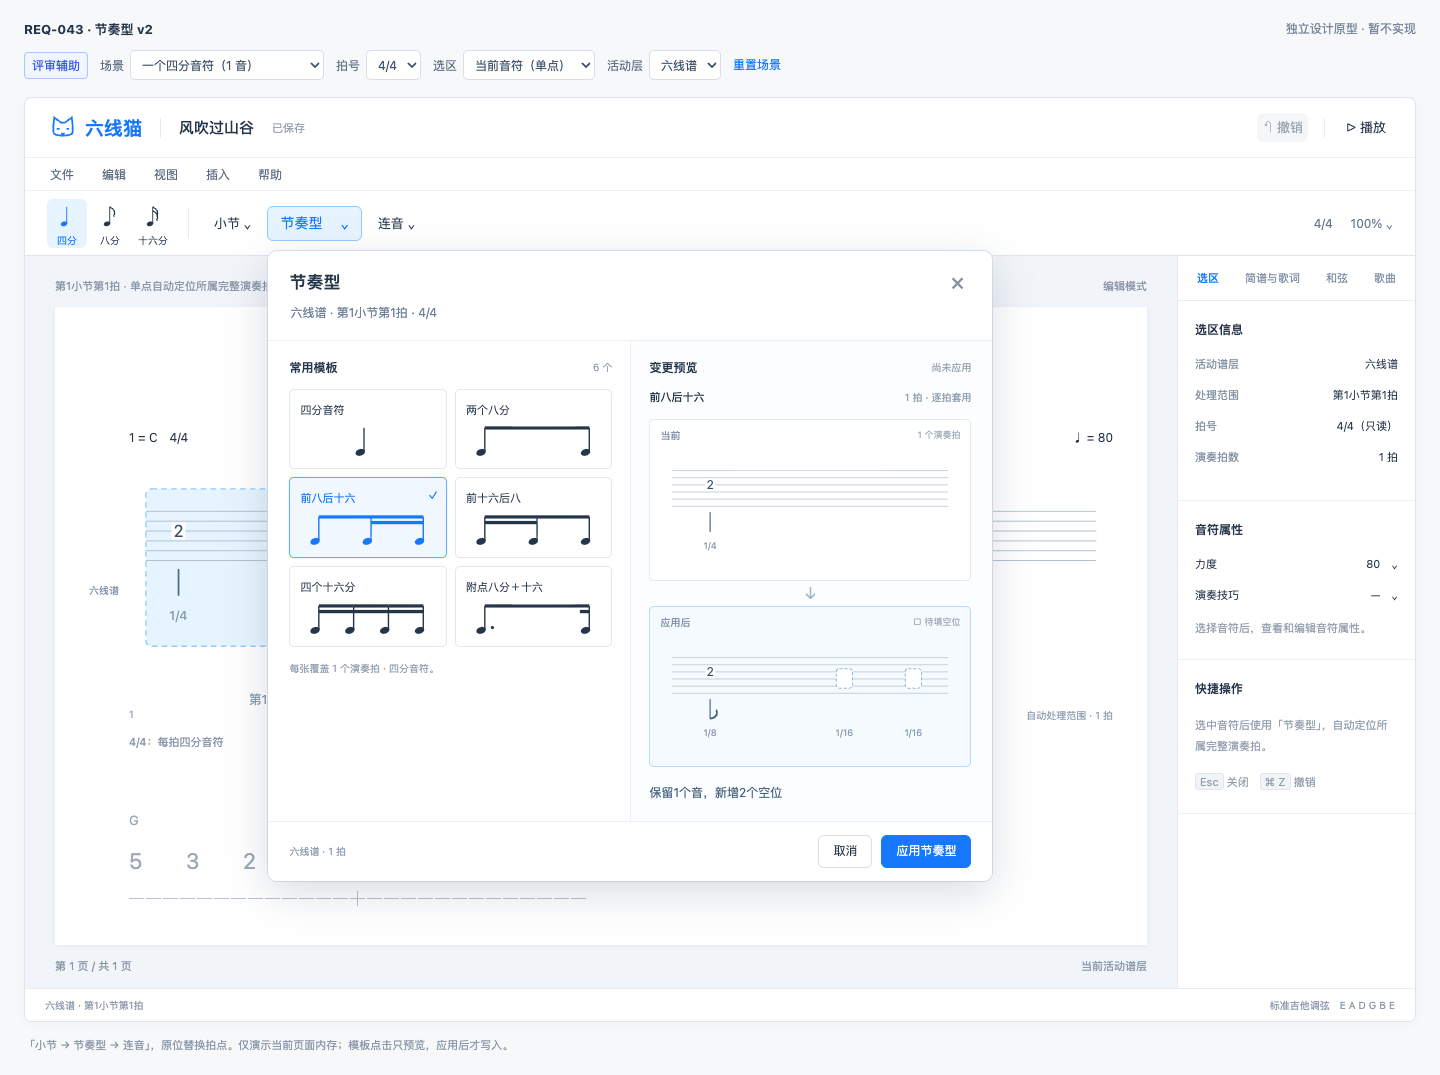 REQ-043 · 节奏型 v2
独立设计原型 · 暂不实现
评审辅助 场景 一个四分音符（1 音） 拍号 4/4 选区 当前音符（单点） 活动层 六线谱 重置场景
六线猫 风吹过山谷 已保存 撤销 播放
文件 编辑 视图 插入 帮助
四分 八分 十六分 小节 节奏型 连音 4/4 100%
第1小节第1拍 · 单点自动定位所属完整演奏拍
编辑模式
1 = C 4/4
♩ = 80
六线谱
2
1/4
第1
1
自动处理范围 · 1 拍
4/4：每拍四分音符
G
5 3 2
第 1 页 / 共 1 页
当前活动谱层
节奏型
六线谱 · 第1小节第1拍 · 4/4
常用模板 6 个
四分音符 两个八分
前八后十六 前十六后八
四个十六分 附点八分＋十六
每张覆盖 1 个演奏拍 · 四分音符。
变更预览 尚未应用
前八后十六 1 拍 · 逐拍套用
当前 1 个演奏拍
2
1/4
应用后 待填空位
2
1/8 1/16 1/16
保留1个音，新增2个空位
六线谱 · 1 拍 取消 应用节奏型
选区 简谱与歌词 和弦 歌曲
选区信息
活动谱层 六线谱
处理范围 第1小节第1拍
拍号 4/4（只读）
演奏拍数 1 拍
音符属性
力度 80
演奏技巧 —
选择音符后，查看和编辑音符属性。
快捷操作
选中音符后使用「节奏型」，自动定位所
属完整演奏拍。
Esc 关闭 ⌘ Z 撤销
六线谱 · 第1小节第1拍
标准吉他调弦 E A D G B E
「小节 → 节奏型 → 连音」，原位替换拍点。仅演示当前页面内存；模板点击只预览，应用后才写入。